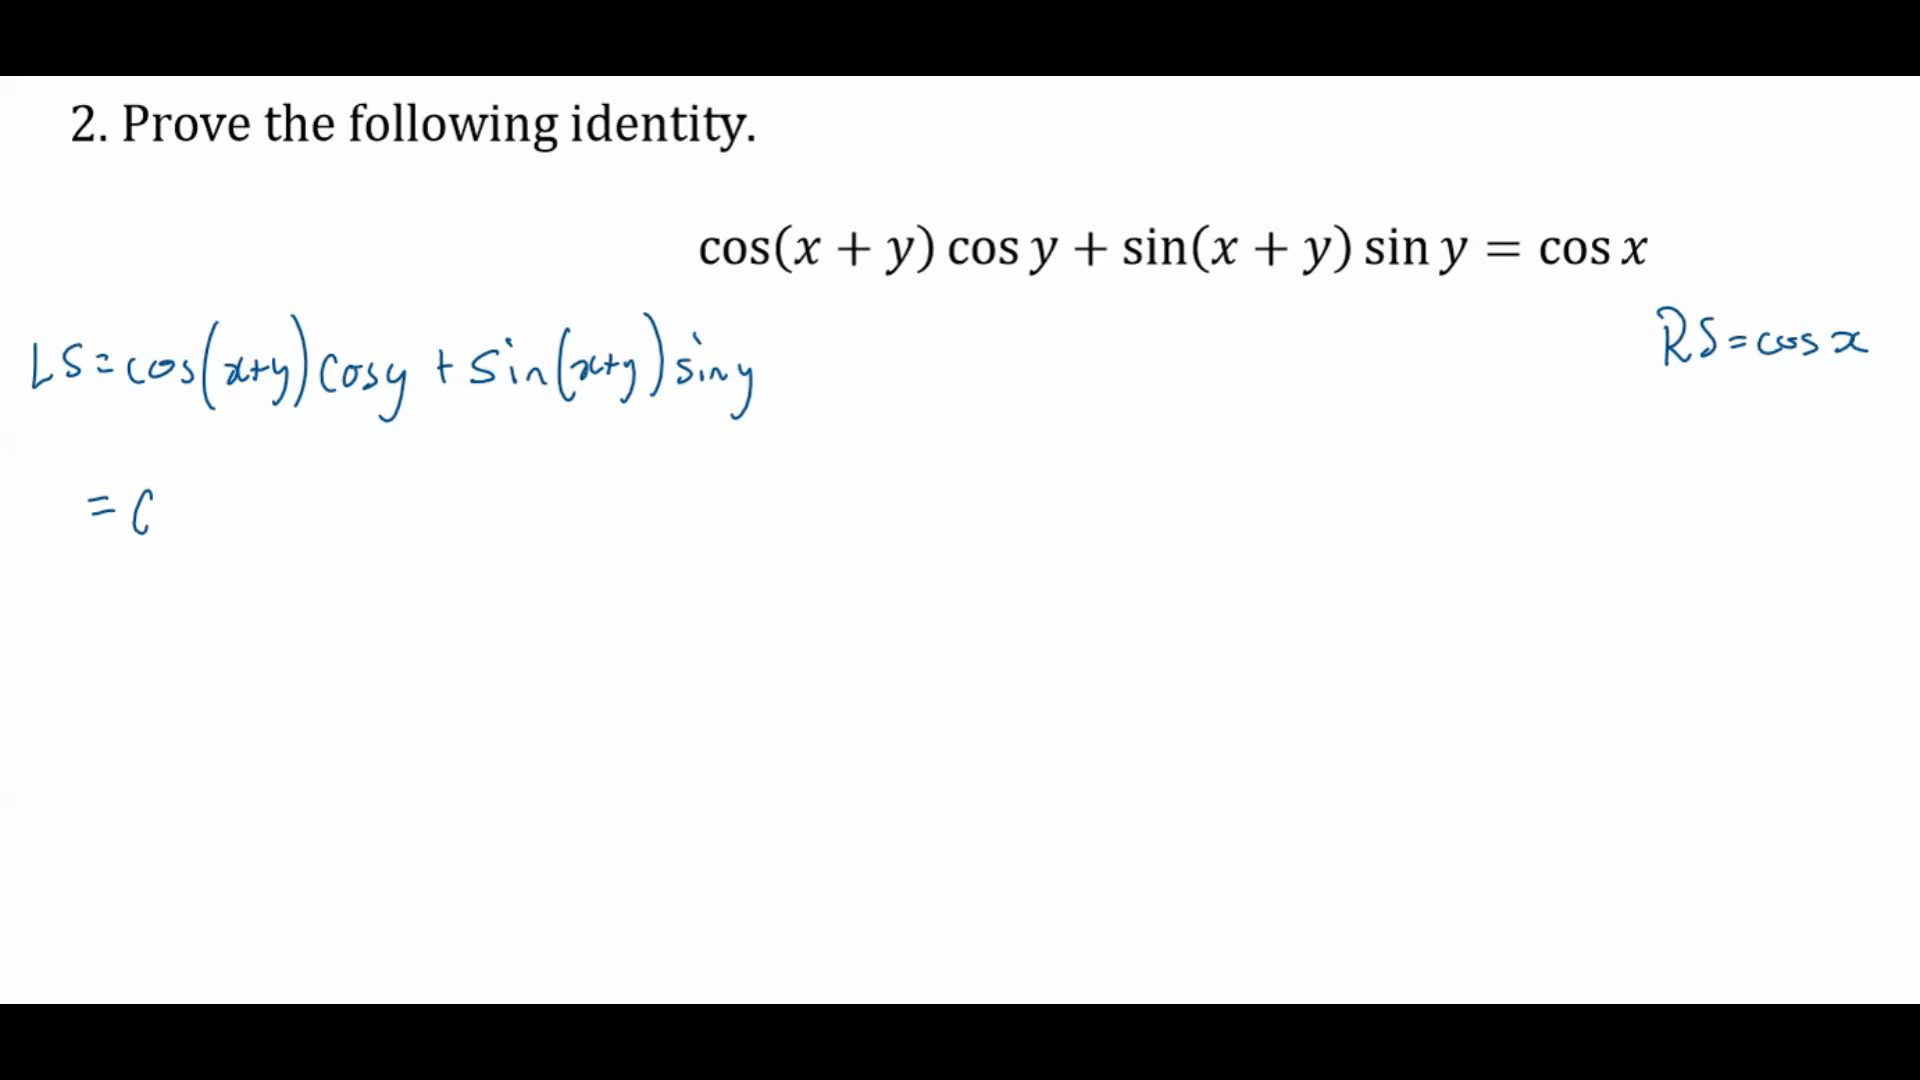 2. Prove the following identity.
cos(x + y) cos y + sin(x + y) sin y = cos x
RS = cos x
LS = cos(x+y) cos y + sin(x+y) sin y
= c